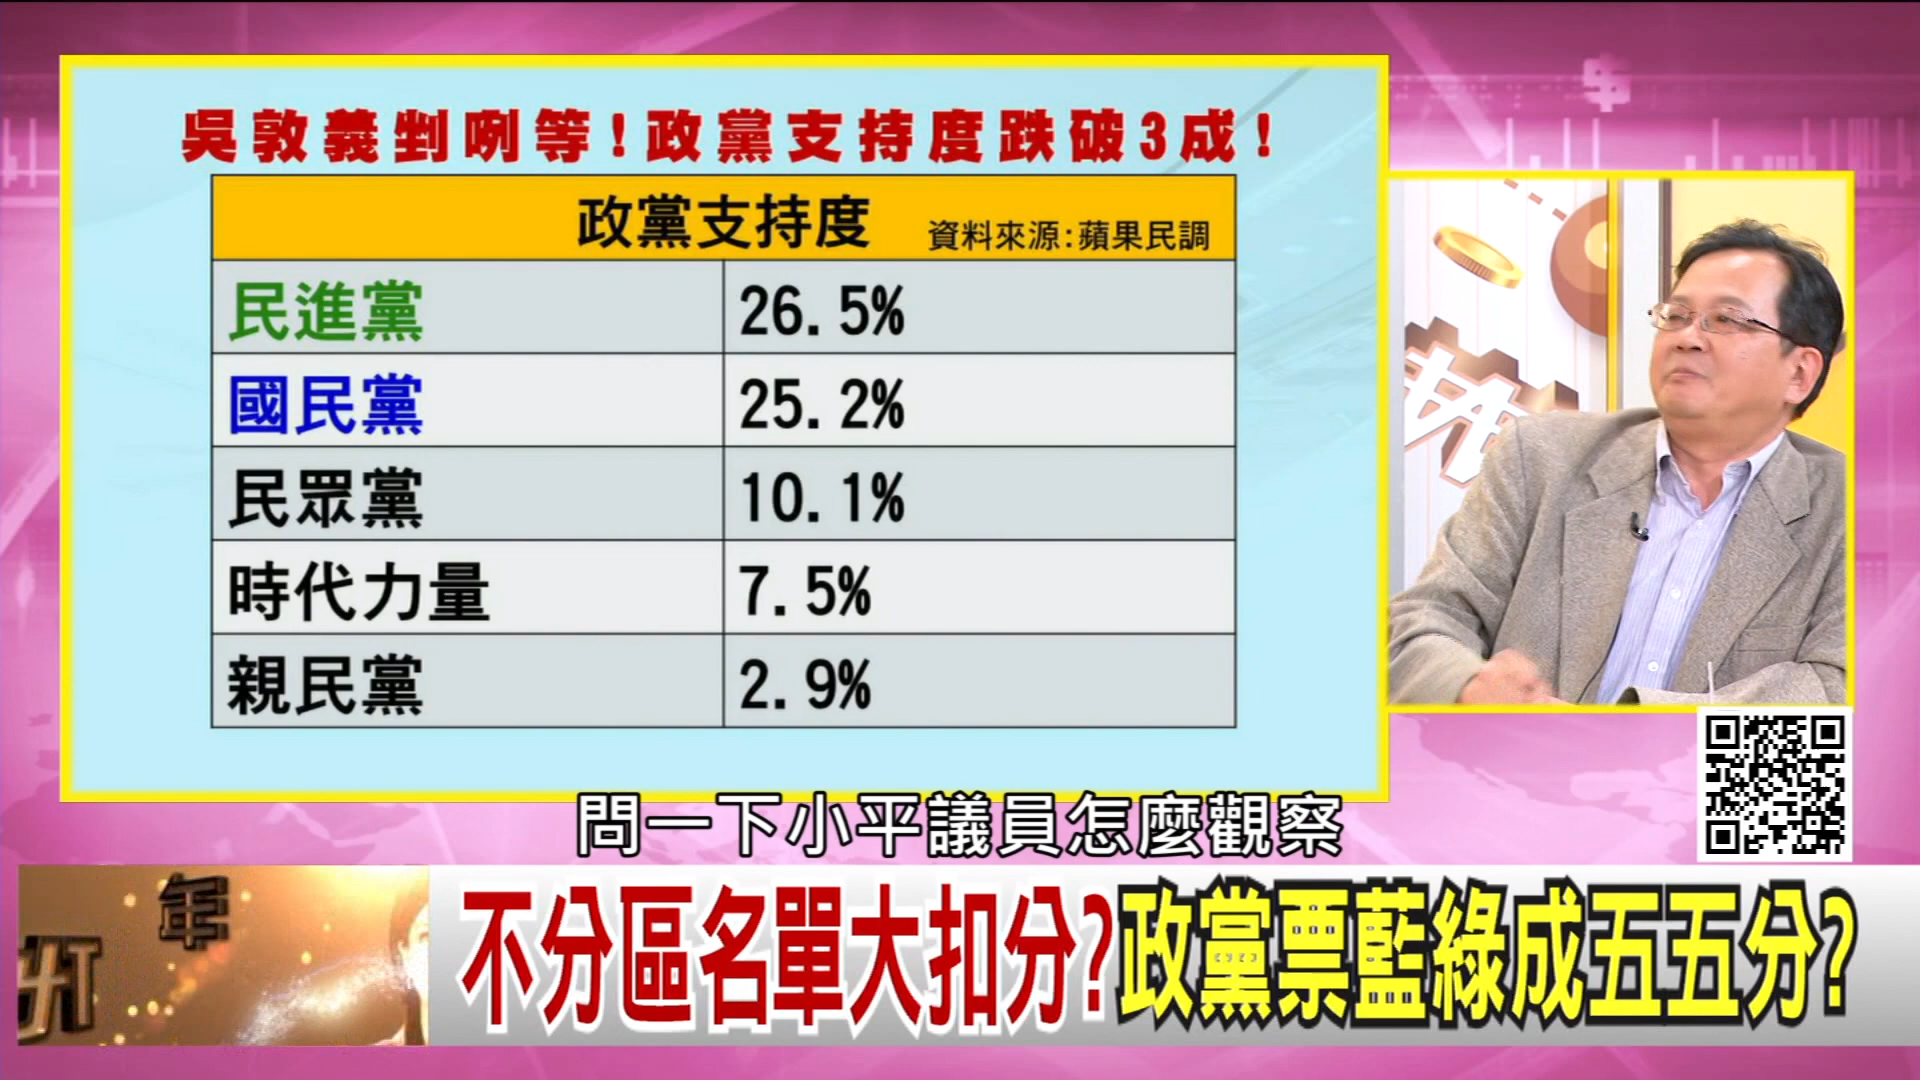 吳敦義剉咧等！政黨支持度跌破3成！
政黨支持度 資料來源:蘋果民調
民進黨 26.5%
國民黨 25.2%
民眾黨 10.1%
時代力量 7.5%
親民黨 2.9%
問一下小平議員怎麼觀察
年
不分區名單大扣分?政黨票藍綠成五五分?